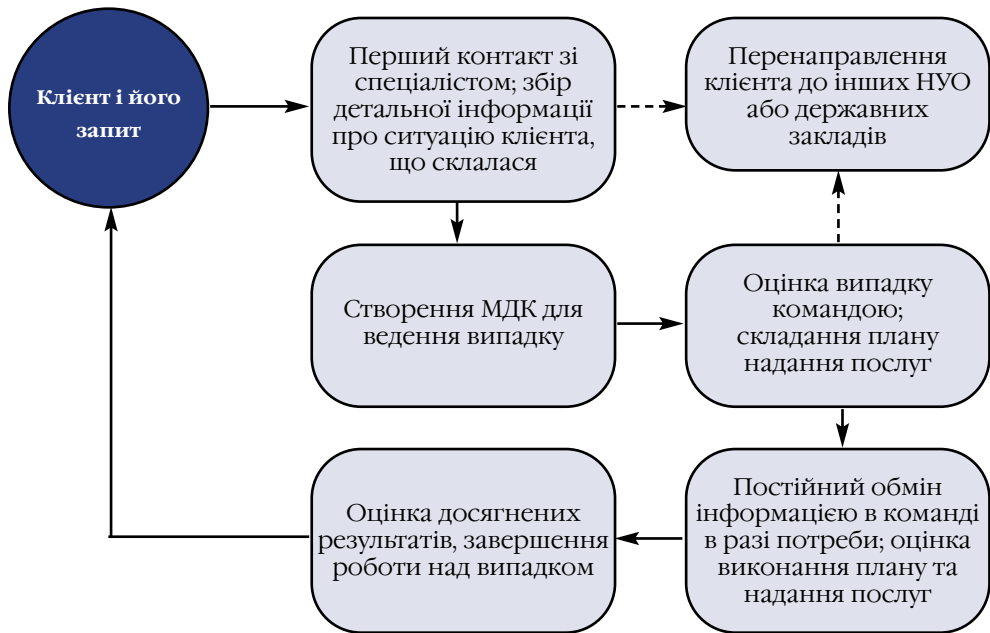 Клієнт і його
запит
Перший контакт зі
спеціалістом; збір
детальної інформації
про ситуацію клієнта,
що склалася
Перенаправлення
клієнта до інших НУО
або державних
закладів
Створення МДК для
ведення випадку
Оцінка випадку
командою;
складання плану
надання послуг
Оцінка досягнених
результатів, завершення
роботи над випадком
Постійний обмін
інформацією в команді
в разі потреби; оцінка
виконання плану та
надання послуг